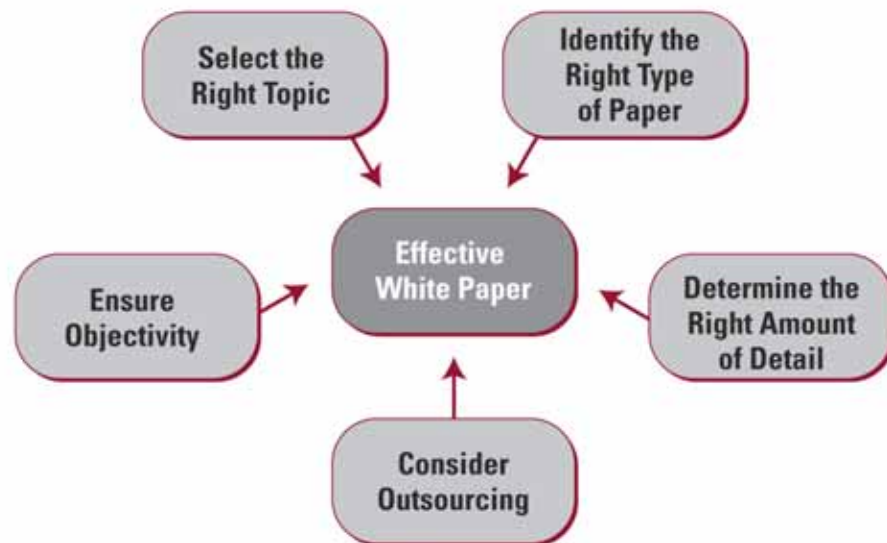 Select the
Right Topic
Identify the
Right Type
of Paper
Effective
White Paper
Ensure
Objectivity
Determine the
Right Amount
of Detail
Consider
Outsourcing